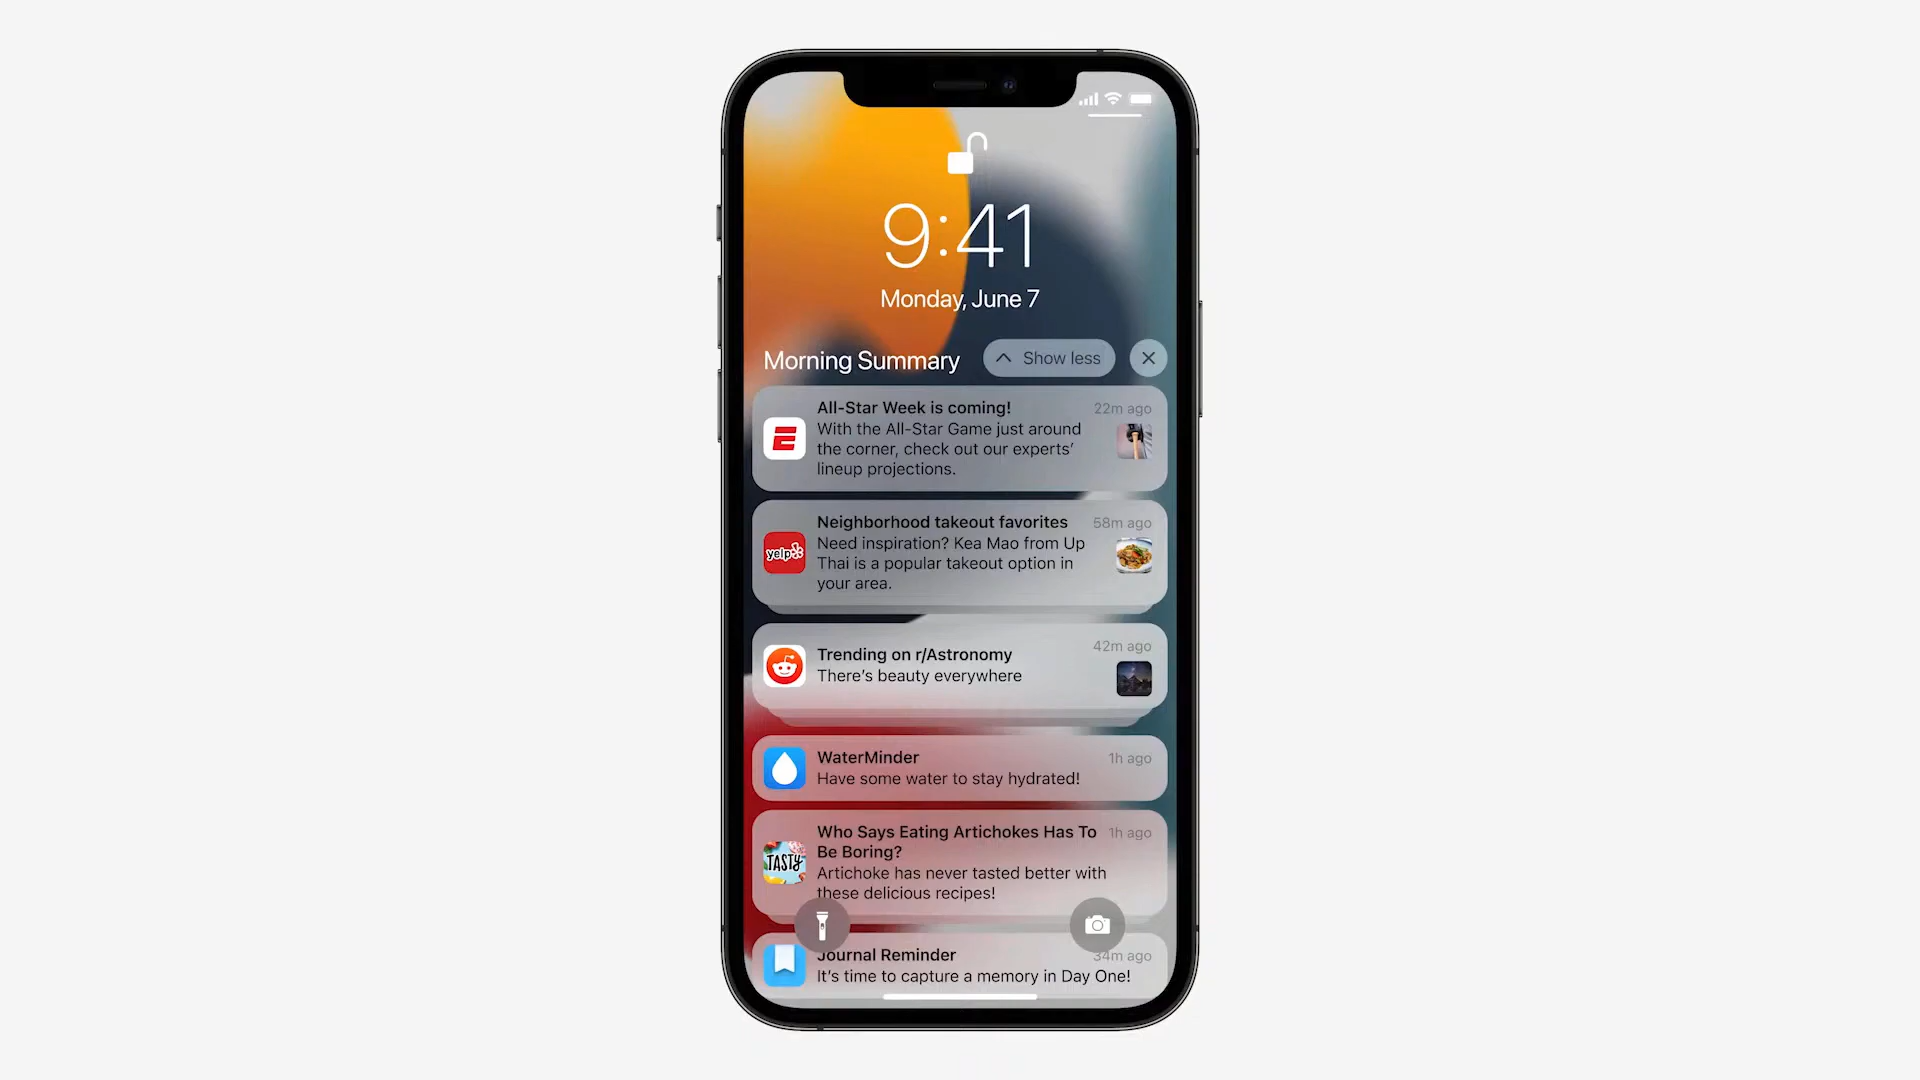 9:41
Monday, June 7
Morning Summary
Show less
All-Star Week is coming!
22m ago
With the All-Star Game just around
the corner, check out our experts’
lineup projections.
Neighborhood takeout favorites
58m ago
yelp
Need inspiration? Kea Mao from Up
Thai is a popular takeout option in
your area.
42m ago
Trending on r/Astronomy
There’s beauty everywhere
WaterMinder
1h ago
Have some water to stay hydrated!
Who Says Eating Artichokes Has To
1h ago
Be Boring?
TASTY
Artichoke has never tasted better with
these delicious recipes!
Journal Reminder
34m ago
It’s time to capture a memory in Day One!